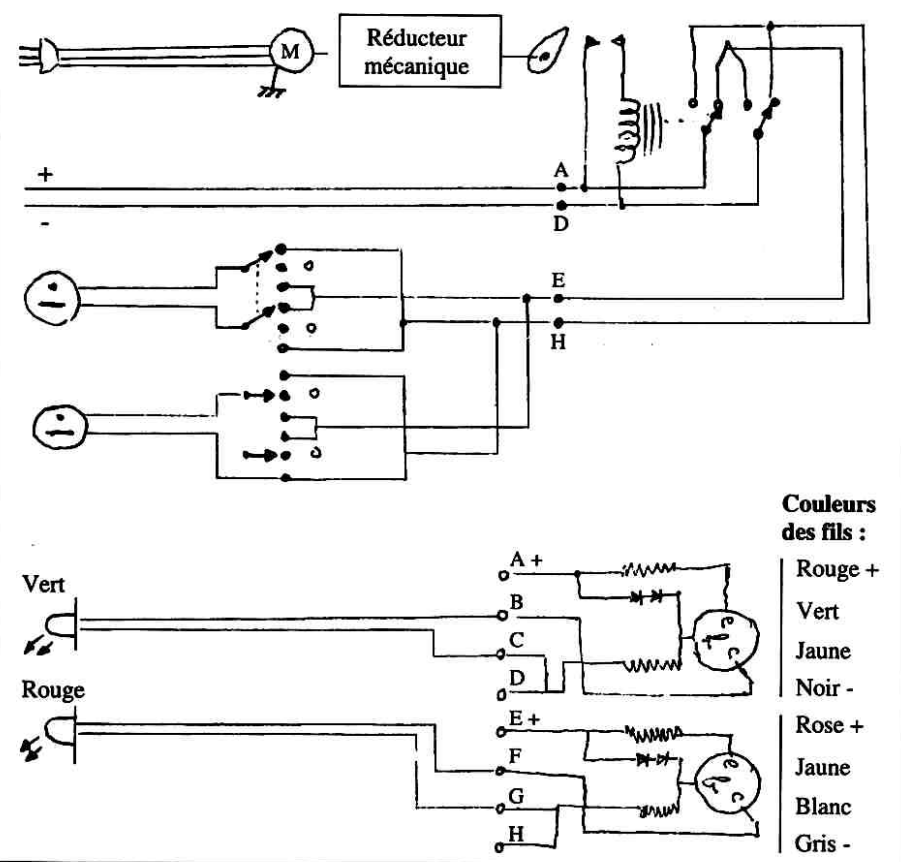 M
Réducteur
mécanique
+
A
-
D
E
H
Couleurs
des fils :
A +
Rouge +
Vert
B
Vert
e
b
c
C
Jaune
Rouge
D
Noir -
E +
Rose +
F
Jaune
e
b
c
G
Blanc
H
Gris -